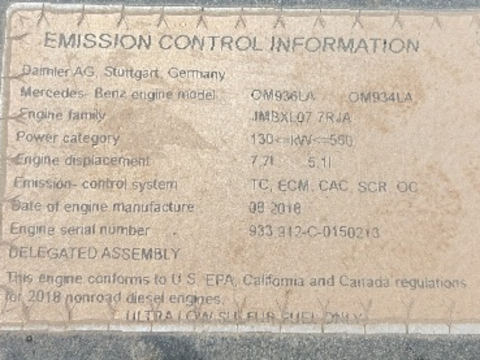 EMISSION CONTROL INFORMATION
Daimler AG, Stuttgart, Germany
Mercedes-Benz engine model OM936LA OM934LA
Engine family JMBXL07.7RJA
Power category 130<=kW<=560
Engine displacement 7,7l 5,1l
Emission-control system TC, ECM, CAC, SCR, OC
Date of engine manufacture 08 2018
Engine serial number 933.912-C-0150213
DELEGATED ASSEMBLY
This engine conforms to U.S. EPA, California and Canada regulations
for 2018 nonroad diesel engines.
ULTRA LOW SULFUR FUEL ONLY